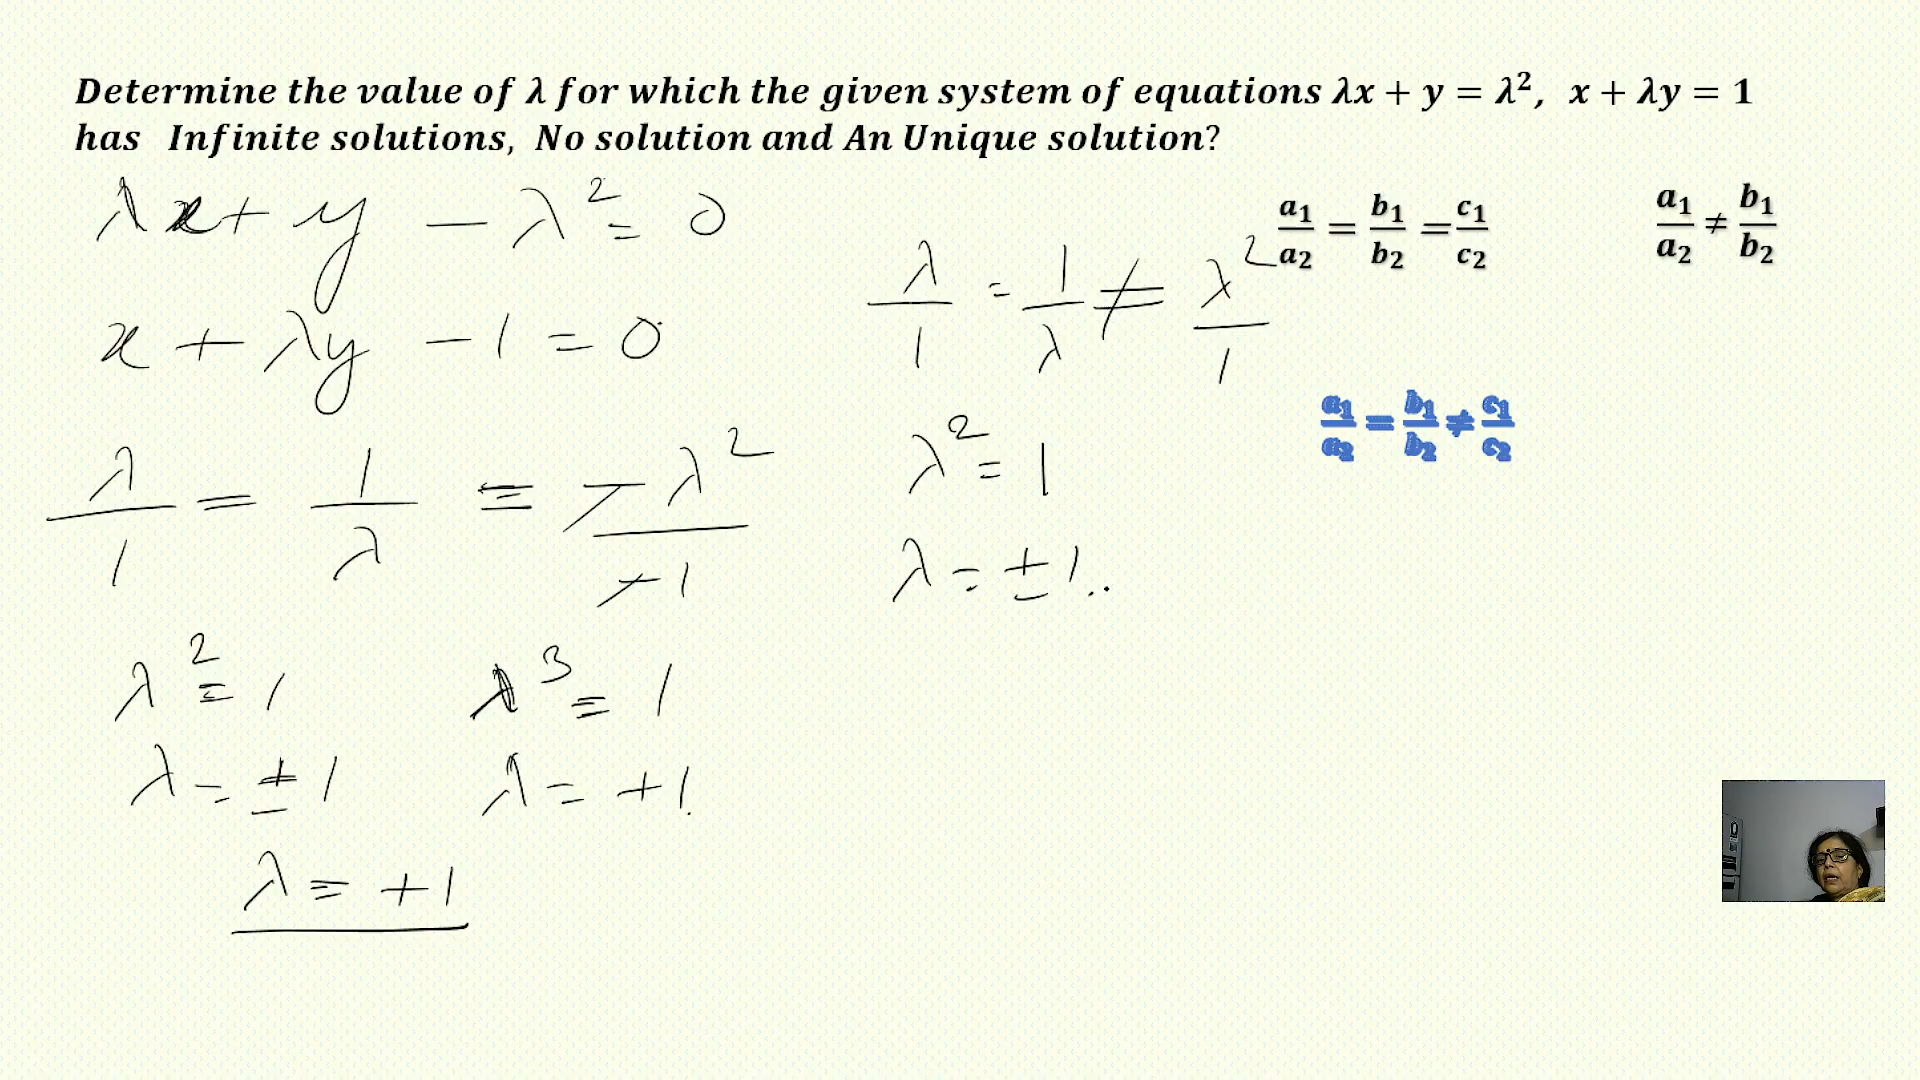 Determine the value of λ for which the given system of equations λx + y = λ², x + λy = 1
has Infinite solutions, No solution and An Unique solution?
λx + y − λ² = 0
x + λy − 1 = 0
λ/1 = 1/λ = −λ²/−1
λ² = 1 λ³ = 1
λ = ±1 λ = +1
λ = +1
λ/1 = 1/λ ≠ λ²/1
λ² = 1
λ = ±1..
a₁/a₂ = b₁/b₂ = c₁/c₂
a₁/a₂ ≠ b₁/b₂
a₁/a₂ = b₁/b₂ ≠ c₁/c₂